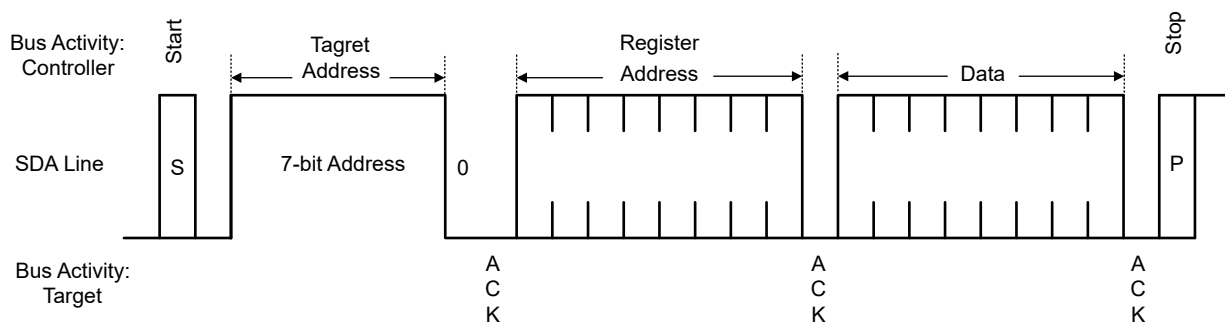 Bus Activity:
Controller
Start
Tagret
Address
Register
Address
Data
Stop
SDA Line
S
7-bit Address
0
P
Bus Activity:
Target
A
C
K
A
C
K
A
C
K